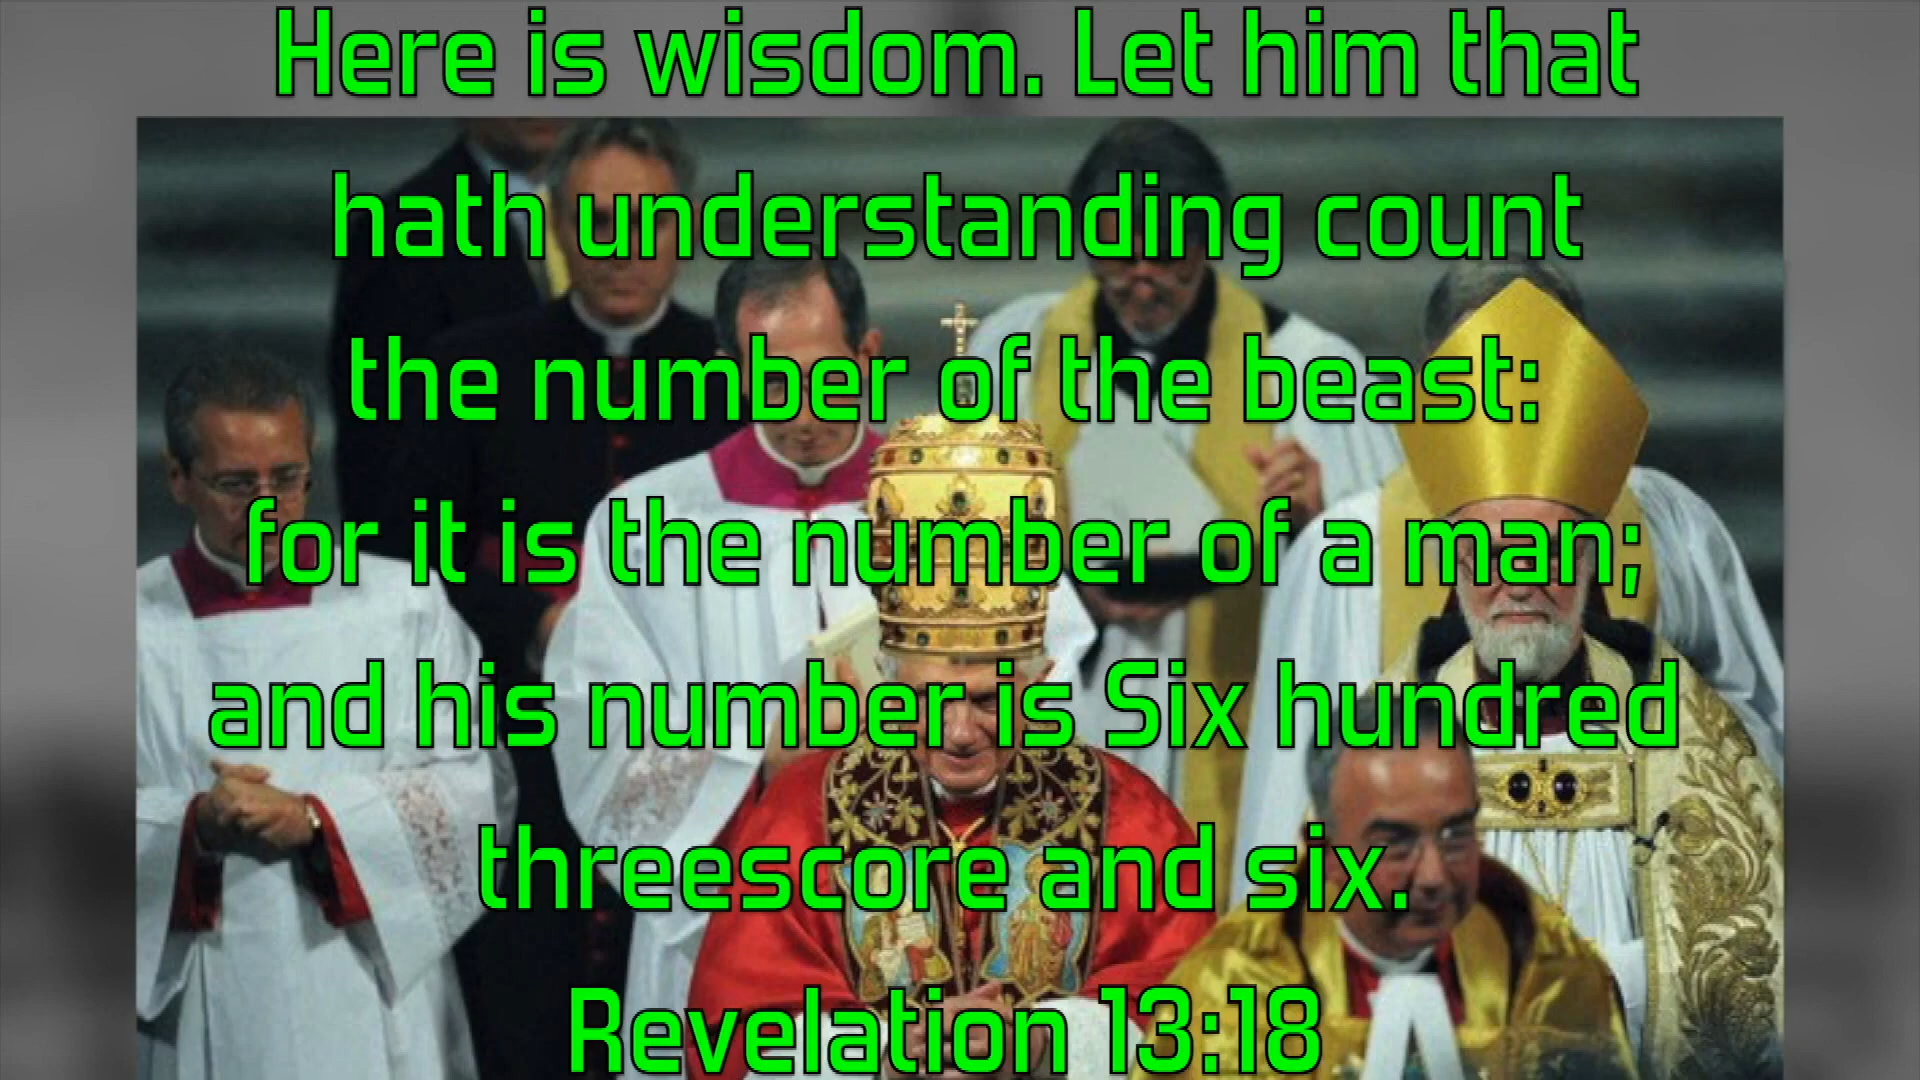 Here is wisdom. Let him that
hath understanding count
the number of the beast:
for it is the number of a man;
and his number is Six hundred
threescore and six.
Revelation 13:18